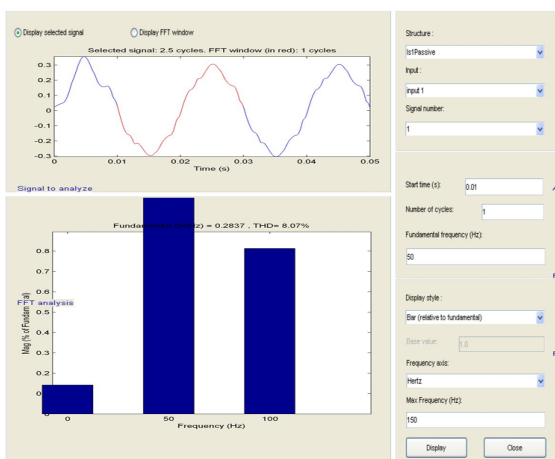 Display selected signal
Display FFT window
Selected signal: 2.5 cycles. FFT window (in red): 1 cycles
0.3
0.2
0.1
0
-0.1
-0.2
-0.3
0
0.01
0.02
0.03
0.04
0.05
Time (s)
Signal to analyze
z) = 0.2837 , THD= 8.07%
0.8
0.7
0.6
0.5
0.4
0.3
0.2
Mag (% of Fundamental)
FFT analysis
0
50
100
Frequency (Hz)
Structure :
Is1Passive
Input :
input 1
Signal number:
1
Start time (s):
0.01
Number of cycles:
1
Fundamental frequency (Hz):
50
Display style :
Bar (relative to fundamental)
Base value:
1.0
Frequency axis:
Hertz
Max Frequency (Hz):
150
Display
Close